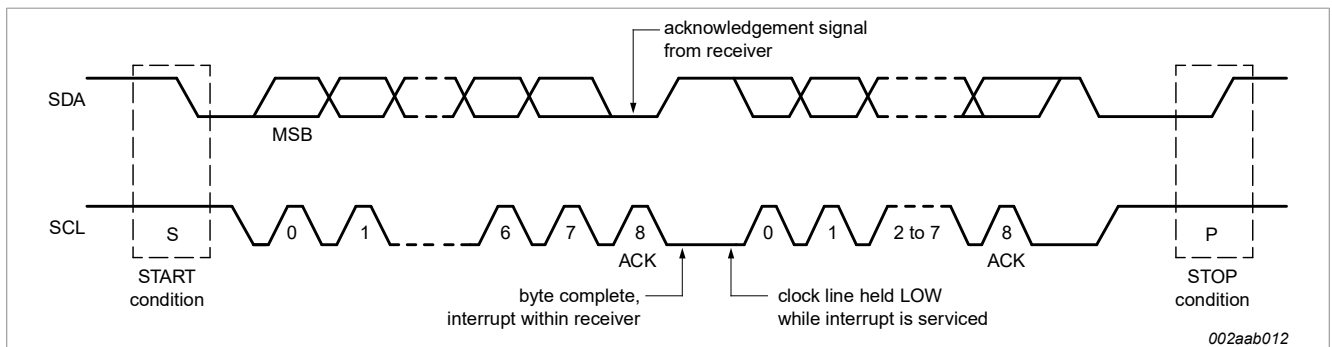 acknowledgement signal
from receiver
SDA
MSB
SCL
S
0
1
6
7
8
0
1
2 to 7
8
P
ACK
ACK
START
condition
byte complete,
interrupt within receiver
clock line held LOW
while interrupt is serviced
STOP
condition
002aab012